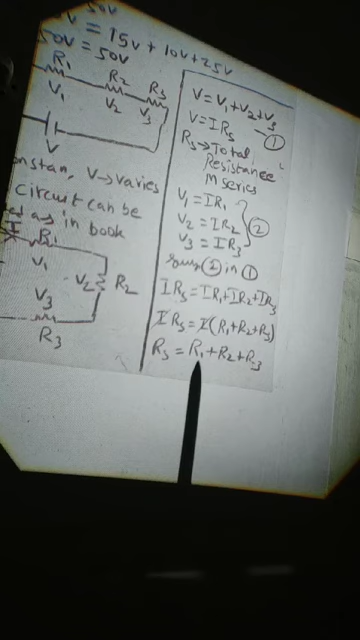 50V
V = 15V + 10V + 25V
50V = 50V
R1 R2 R3
V1 V2 V3
V
V→varies
circuit can be
as in book
R1
V1 V2 R2
V3
R3
V = V1 + V2 + V3
V = IRs —①
Rs→Total
Resistance
in series
V1 = IR1
V2 = IR2 ②
V3 = IR3
② in ①
IRs = IR1 + IR2 + IR3
IRs = I(R1 + R2 + R3)
Rs = R1 + R2 + R3